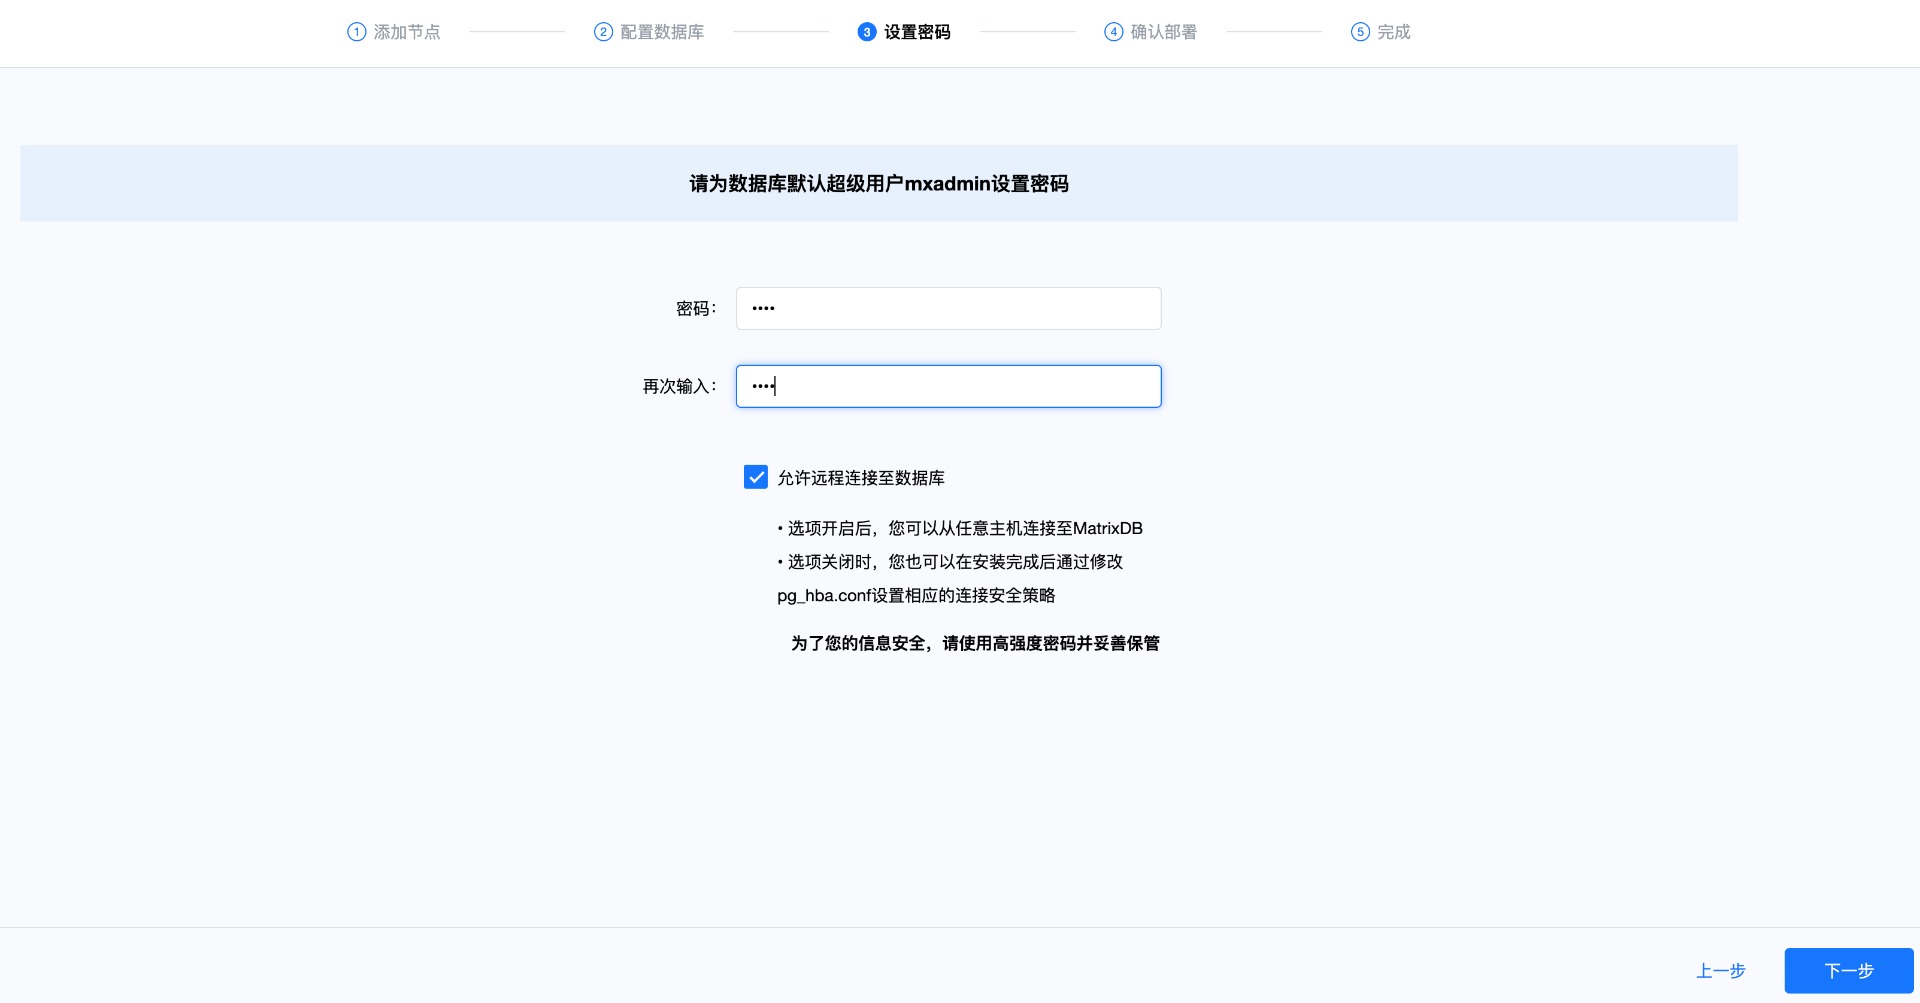 1 添加节点
2 配置数据库
3 设置密码
4 确认部署
5 完成
请为数据库默认超级用户mxadmin设置密码
密码： ••••
再次输入： ••••
允许远程连接至数据库
• 选项开启后，您可以从任意主机连接至MatrixDB
• 选项关闭时，您也可以在安装完成后通过修改
pg_hba.conf设置相应的连接安全策略
为了您的信息安全，请使用高强度密码并妥善保管
上一步
下一步